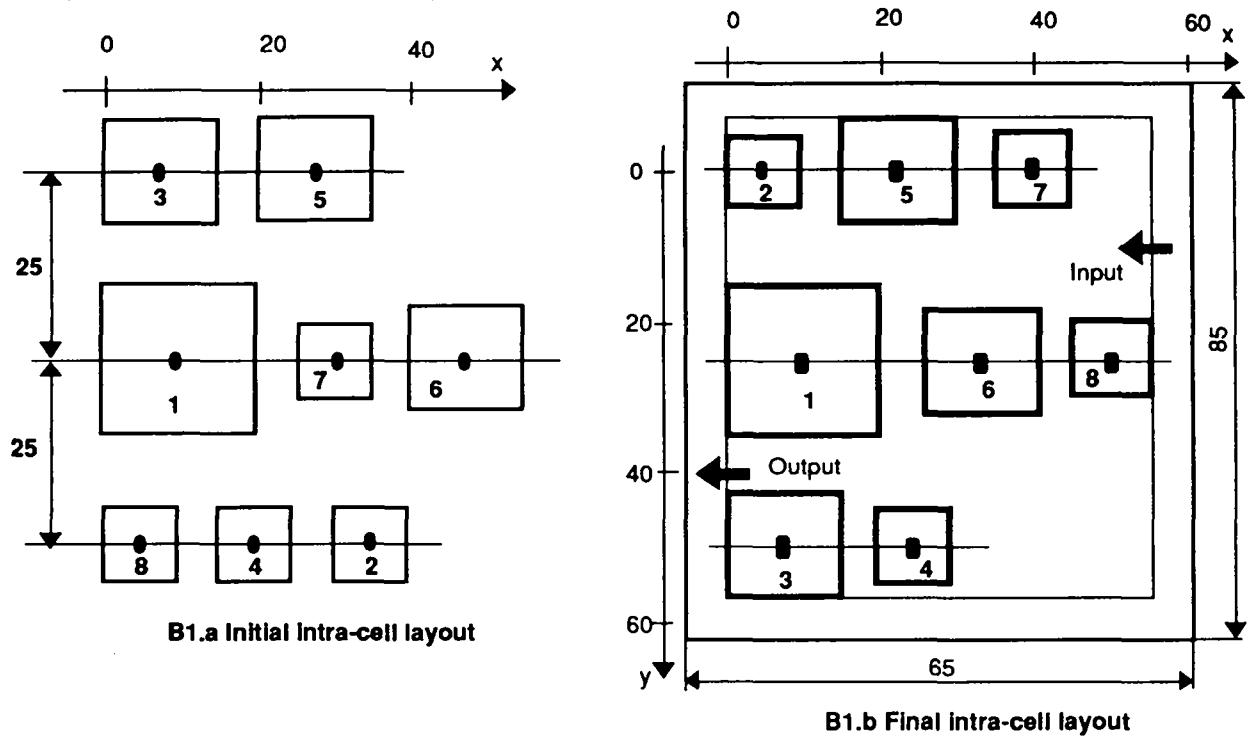 0 20 40 x
3 5
25
1 7 6
25
8 4 2
B1.a Initial intra-cell layout
0 20 40 60 x
0
2 5 7
Input
20
1 6 8
85
40
Output
3 4
60
y
65
B1.b Final intra-cell layout